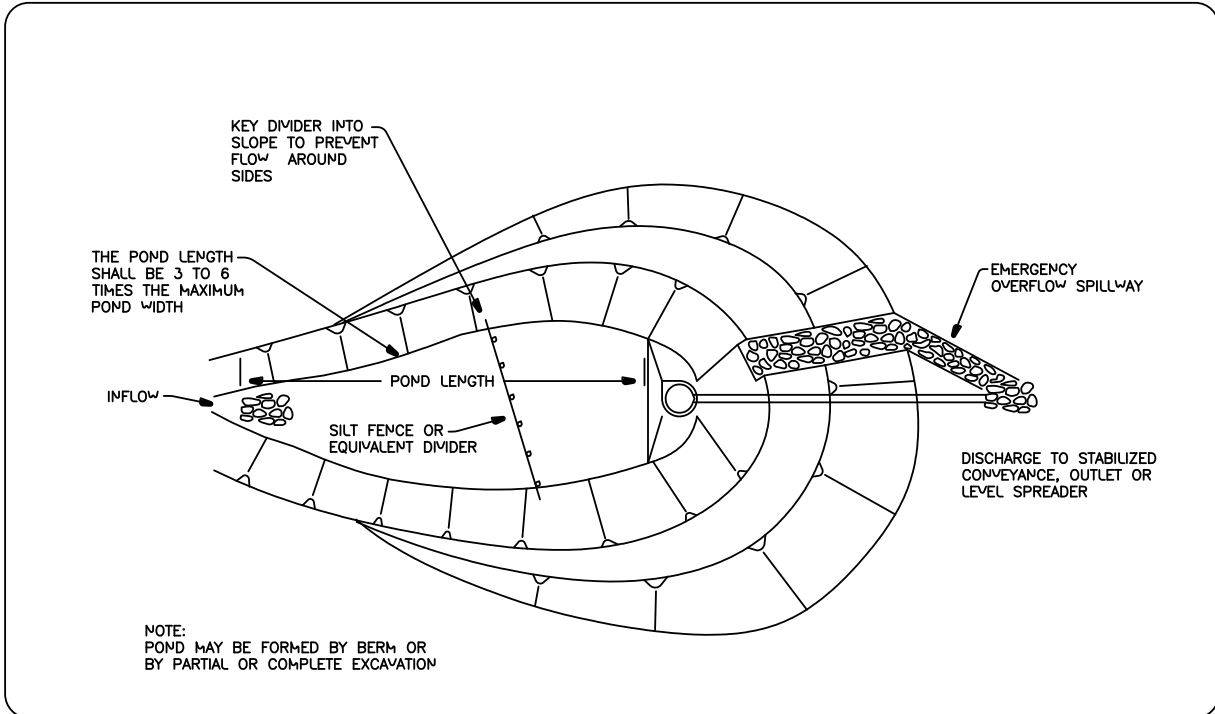 KEY DIVIDER INTO
SLOPE TO PREVENT
FLOW AROUND
SIDES
THE POND LENGTH
SHALL BE 3 TO 6
TIMES THE MAXIMUM
POND WIDTH
EMERGENCY
OVERFLOW SPILLWAY
POND LENGTH
INFLOW
SILT FENCE OR
EQUIVALENT DIVIDER
DISCHARGE TO STABILIZED
CONVEYANCE, OUTLET OR
LEVEL SPREADER
NOTE:
POND MAY BE FORMED BY BERM OR
BY PARTIAL OR COMPLETE EXCAVATION